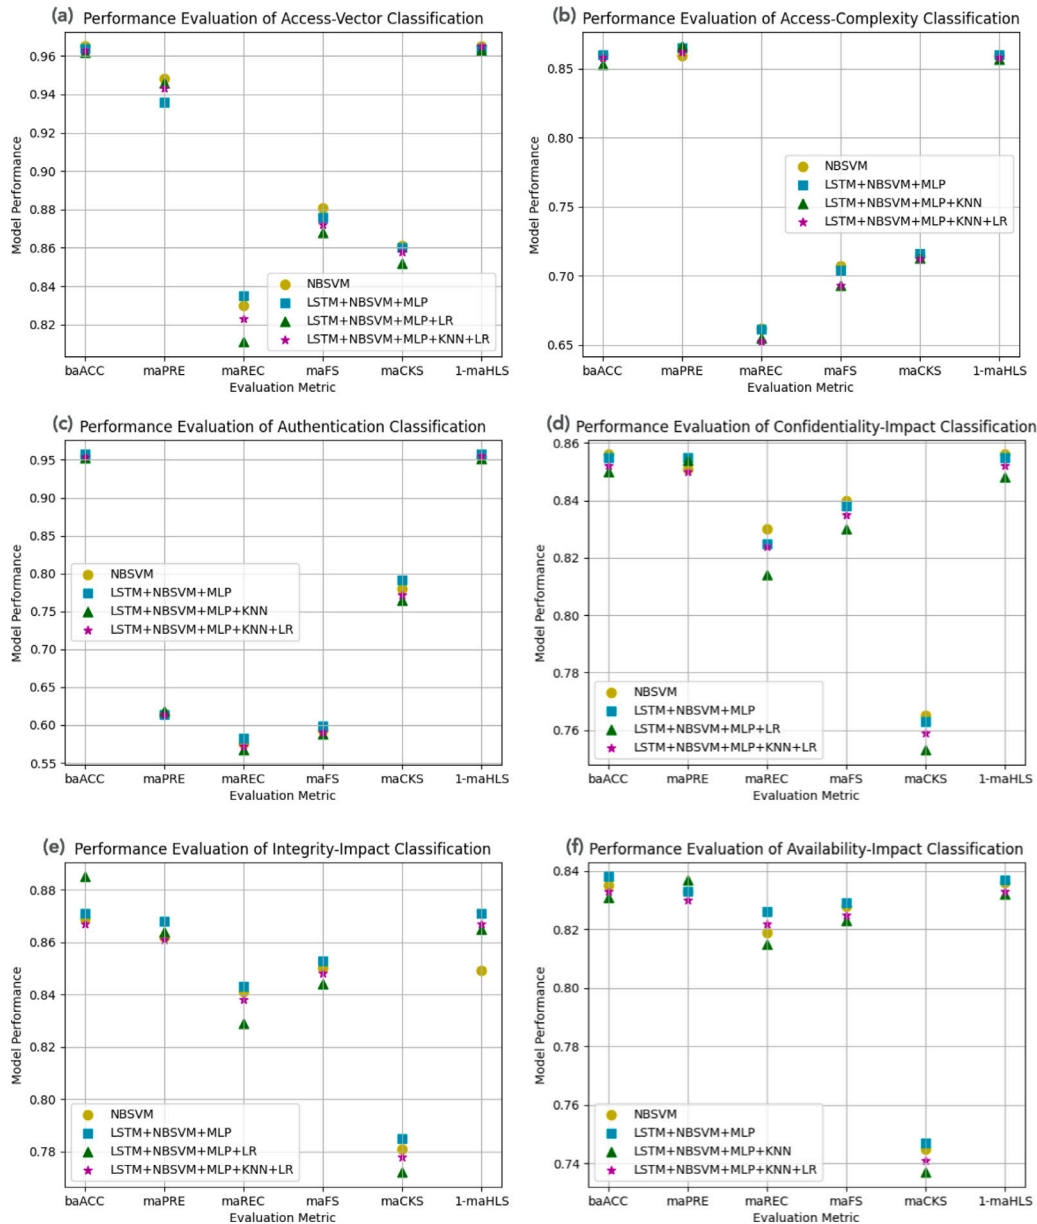 (a) Performance Evaluation of Access-Vector Classification
0.96
0.94
0.92
0.90
0.88
0.86
0.84
0.82
Model Performance
NBSVM
LSTM+NBSVM+MLP
LSTM+NBSVM+MLP+LR
LSTM+NBSVM+MLP+KNN+LR
baACC maPRE maREC maFS maCKS 1-maHLS
Evaluation Metric
(b) Performance Evaluation of Access-Complexity Classification
0.85
0.80
0.75
0.70
0.65
Model Performance
NBSVM
LSTM+NBSVM+MLP
LSTM+NBSVM+MLP+KNN
LSTM+NBSVM+MLP+KNN+LR
baACC maPRE maREC maFS maCKS 1-maHLS
Evaluation Metric
(c) Performance Evaluation of Authentication Classification
0.95
0.90
0.85
0.80
0.75
0.70
0.65
0.60
0.55
Model Performance
NBSVM
LSTM+NBSVM+MLP
LSTM+NBSVM+MLP+KNN
LSTM+NBSVM+MLP+KNN+LR
baACC maPRE maREC maFS maCKS 1-maHLS
Evaluation Metric
(d) Performance Evaluation of Confidentiality-Impact Classification
0.86
0.84
0.82
0.80
0.78
0.76
Model Performance
NBSVM
LSTM+NBSVM+MLP
LSTM+NBSVM+MLP+LR
LSTM+NBSVM+MLP+KNN+LR
baACC maPRE maREC maFS maCKS 1-maHLS
Evaluation Metric
(e) Performance Evaluation of Integrity-Impact Classification
0.88
0.86
0.84
0.82
0.80
0.78
Model Performance
NBSVM
LSTM+NBSVM+MLP
LSTM+NBSVM+MLP+LR
LSTM+NBSVM+MLP+KNN+LR
baACC maPRE maREC maFS maCKS 1-maHLS
Evaluation Metric
(f) Performance Evaluation of Availability-Impact Classification
0.84
0.82
0.80
0.78
0.76
0.74
Model Performance
NBSVM
LSTM+NBSVM+MLP
LSTM+NBSVM+MLP+KNN
LSTM+NBSVM+MLP+KNN+LR
baACC maPRE maREC maFS maCKS 1-maHLS
Evaluation Metric